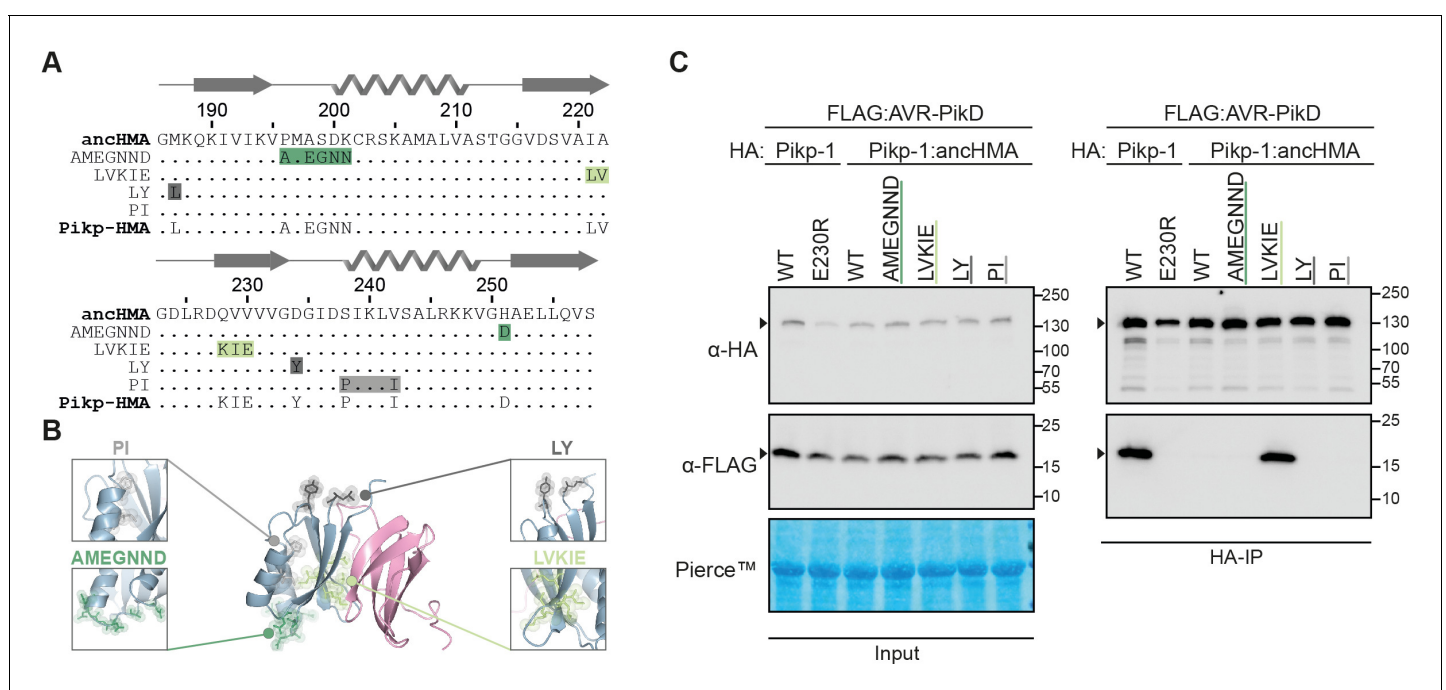 A
190 200 210 220
ancHMA GMKQKIVIKVPMASDKCRSKAMALVASTGGVDSVAIA
AMEGNND ..........A.EGNN.....................
LVKIE ...................................LV
LY .L...................................
PI .....................................
Pikp-HMA .L........A.EGNN...................LV
230 240 250
ancHMA GDLRDQVVVVGDGIDSIKLVSALRKKVGHAELLQVS
AMEGNND ............................D.......
LVKIE .....KIE............................
LY ...........Y........................
PI ...............P...I................
Pikp-HMA .....KIE...Y...P...I........D.......
B
PI
LY
AMEGNND
LVKIE
C
FLAG:AVR-PikD
HA: Pikp-1 Pikp-1:ancHMA
WT E230R WT AMEGNND LVKIE LY PI
α-HA
250
130
100
70
55
α-FLAG
25
15
10
Pierce™
Input
FLAG:AVR-PikD
HA: Pikp-1 Pikp-1:ancHMA
WT E230R WT AMEGNND LVKIE LY PI
250
130
100
70
55
25
15
10
HA-IP